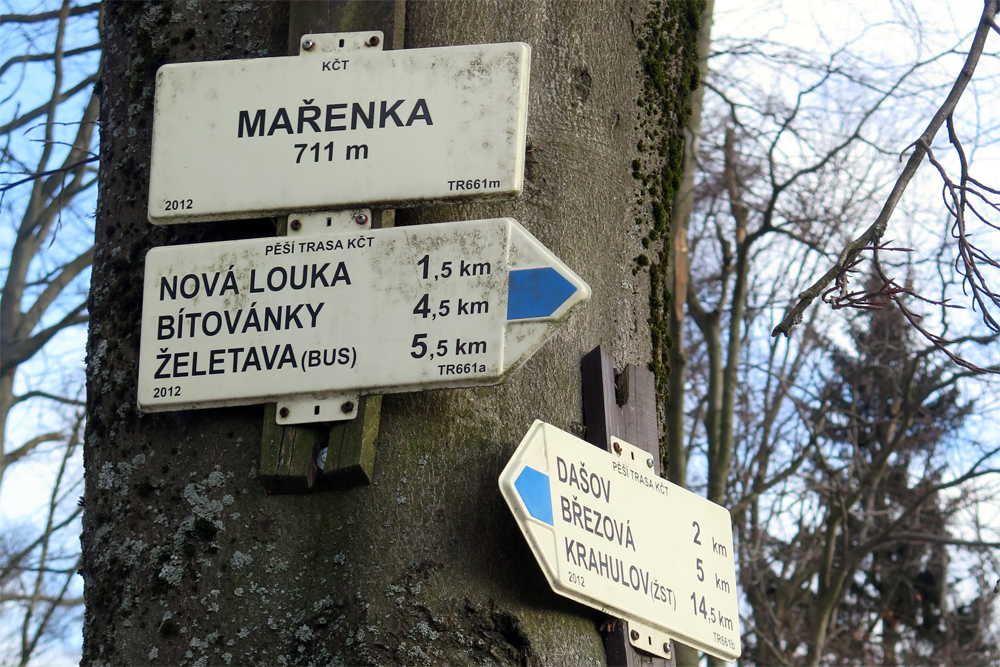 KČT
MAŘENKA
711 m
2012 TR661m
PĚŠÍ TRASA KČT
NOVÁ LOUKA 1,5 km
BÍTOVÁNKY 4,5 km
ŽELETAVA (BUS) 5,5 km
2012 TR661a
PĚŠÍ TRASA KČT
DAŠOV 2 km
BŘEZOVÁ 5 km
KRAHULOV (ŽST) 14,5 km
2012 TR661b